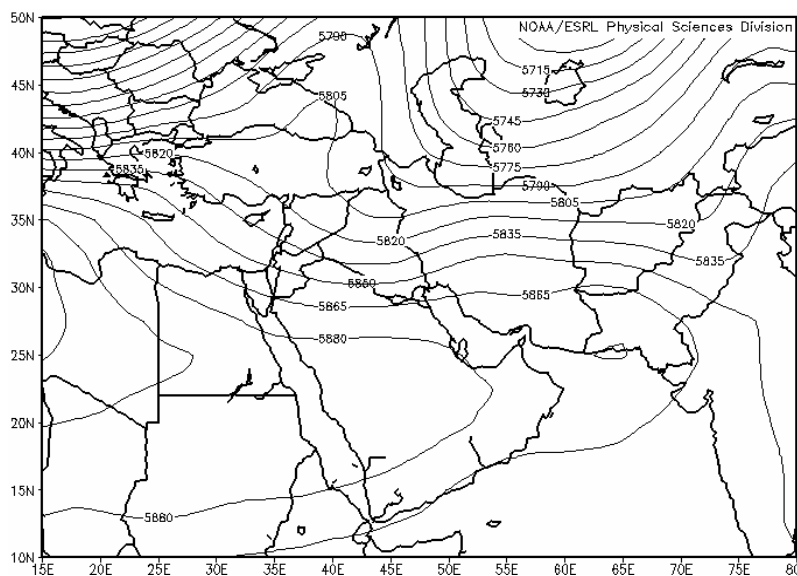 50N NOAA/ESRL Physical Sciences Division
5790
5715
45N
5730
5805
5745
5760
40N 5820
5835 5775
5790
5805
35N 5820
5820 5835
5835
30N 5850
5865 5865
5880
25N
20N
15N
5880
10N
15E 20E 25E 30E 35E 40E 45E 50E 55E 60E 65E 70E 75E 80